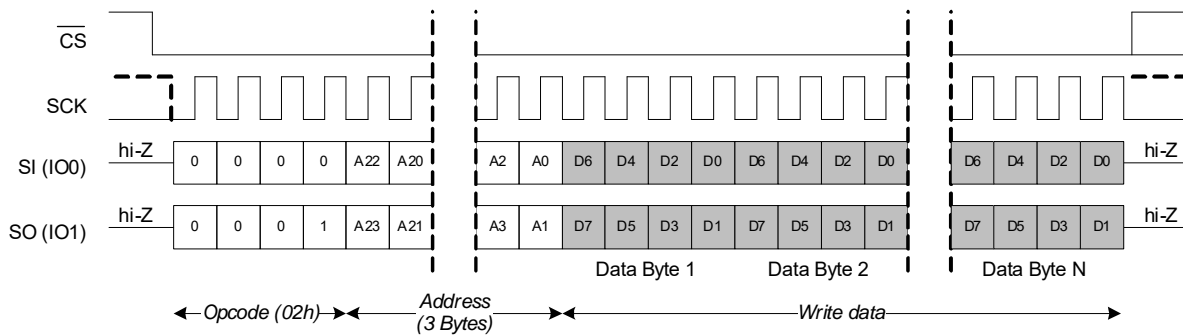 CS
SCK
SI (IO0) hi-Z 0 0 0 0 A22 A20 A2 A0 D6 D4 D2 D0 D6 D4 D2 D0 D6 D4 D2 D0 hi-Z
SO (IO1) hi-Z 0 0 0 1 A23 A21 A3 A1 D7 D5 D3 D1 D7 D5 D3 D1 D7 D5 D3 D1 hi-Z
Data Byte 1 Data Byte 2 Data Byte N
Opcode (02h) Address Write data
(3 Bytes)